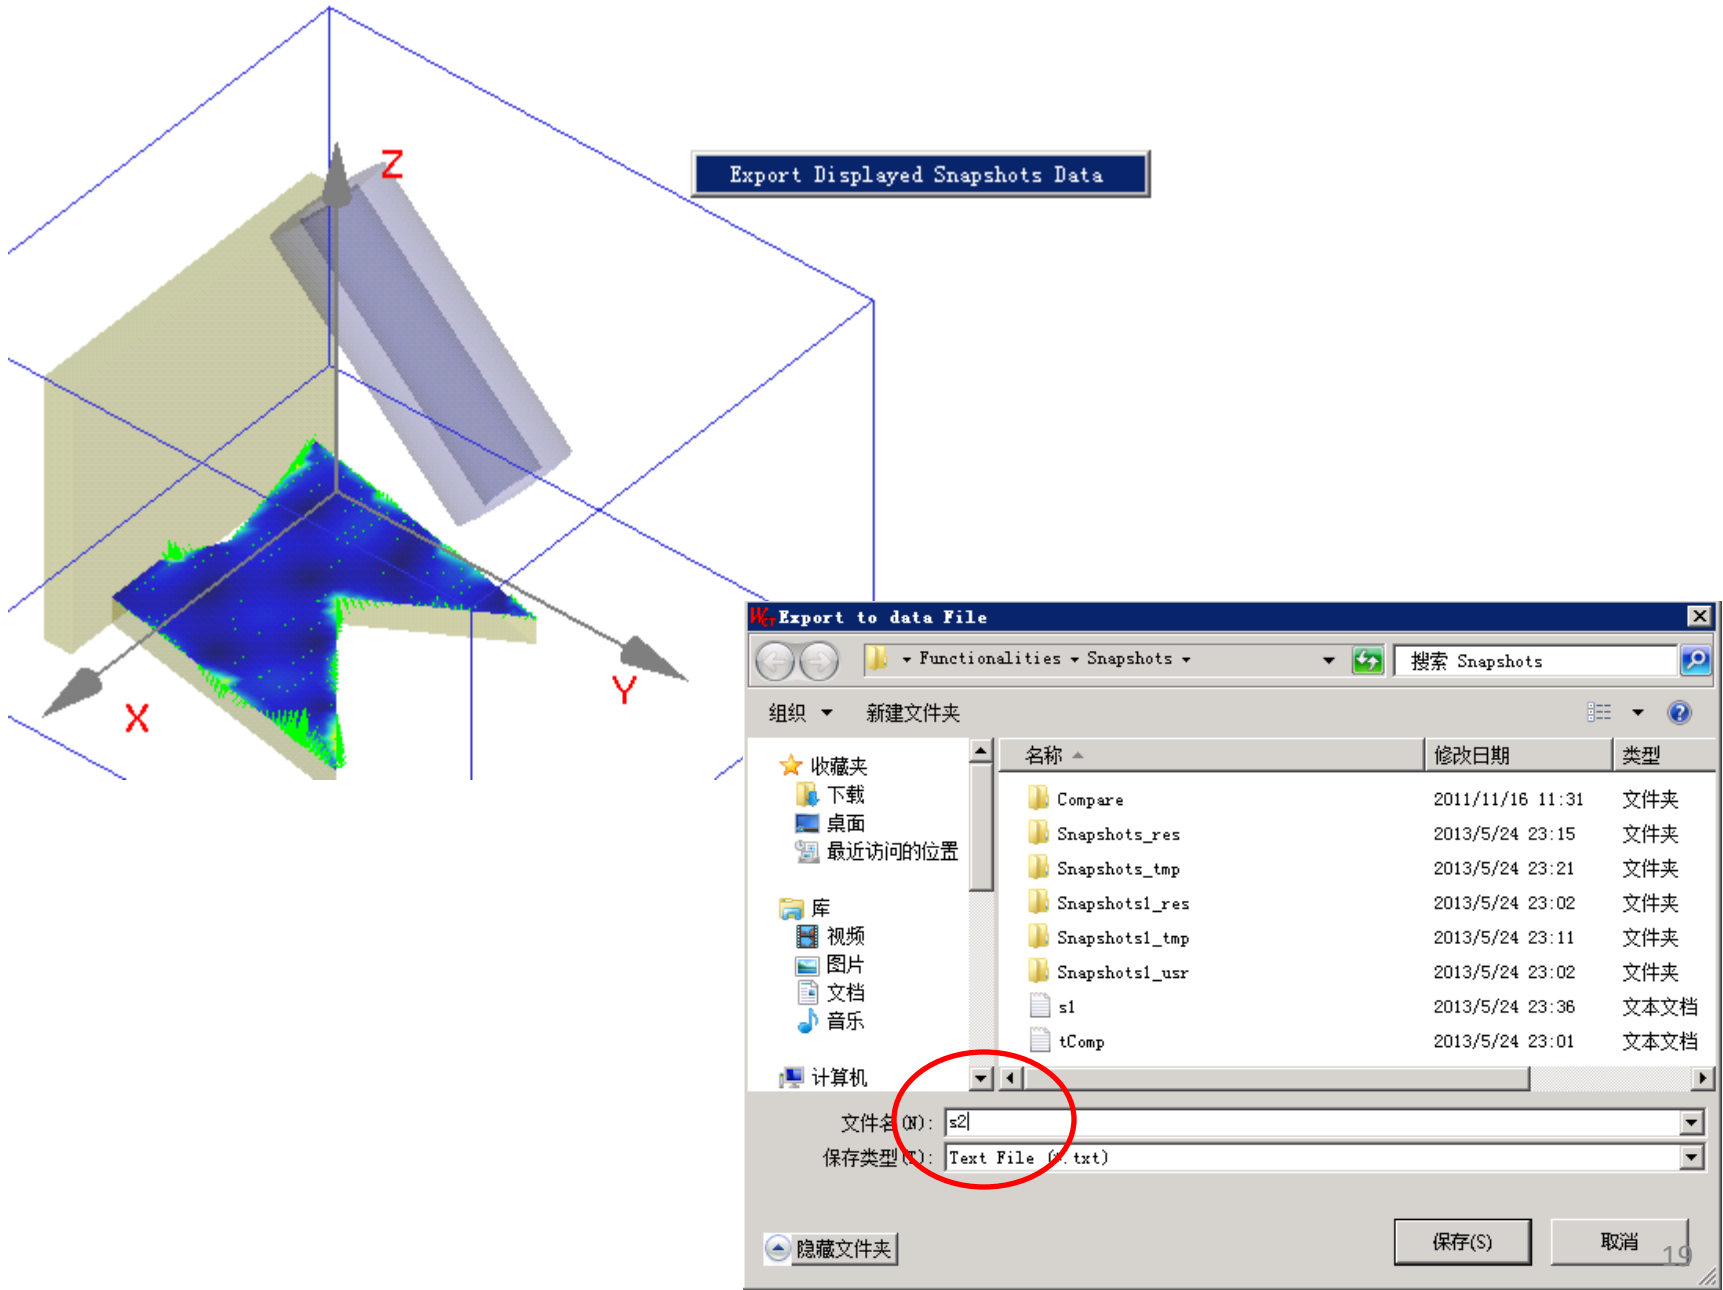 Z
Export Displayed Snapshots Data
X
Y
WCT Export to data File
Functionalities Snapshots
搜索 Snapshots
组织 新建文件夹
名称 修改日期 类型
收藏夹
下载
桌面
最近访问的位置
库
视频
图片
文档
音乐
计算机
Compare 2011/11/16 11:31 文件夹
Snapshots_res 2013/5/24 23:15 文件夹
Snapshots_tmp 2013/5/24 23:21 文件夹
Snapshots1_res 2013/5/24 23:02 文件夹
Snapshots1_tmp 2013/5/24 23:11 文件夹
Snapshots1_usr 2013/5/24 23:02 文件夹
s1 2013/5/24 23:36 文本文档
tComp 2013/5/24 23:01 文本文档
文件名(N): s2
保存类型(T): Text File (*.txt)
隐藏文件夹
保存(S) 取消
19